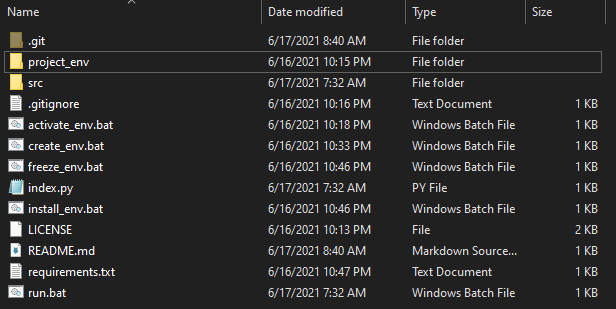 Name Date modified Type Size
.git 6/17/2021 8:40 AM File folder
project_env 6/16/2021 10:15 PM File folder
src 6/17/2021 7:32 AM File folder
.gitignore 6/16/2021 10:16 PM Text Document 1 KB
activate_env.bat 6/16/2021 10:18 PM Windows Batch File 1 KB
create_env.bat 6/16/2021 10:33 PM Windows Batch File 1 KB
freeze_env.bat 6/16/2021 10:46 PM Windows Batch File 1 KB
index.py 6/17/2021 7:32 AM PY File 1 KB
install_env.bat 6/16/2021 10:46 PM Windows Batch File 1 KB
LICENSE 6/16/2021 10:13 PM File 2 KB
README.md 6/17/2021 8:40 AM Markdown Source... 1 KB
requirements.txt 6/16/2021 10:47 PM Text Document 1 KB
run.bat 6/17/2021 7:32 AM Windows Batch File 1 KB